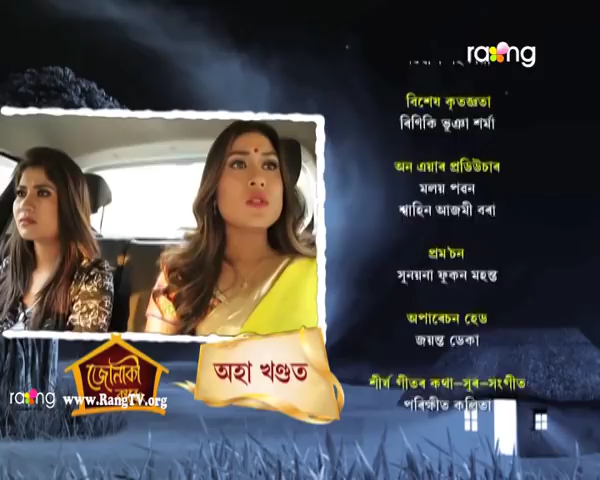 rang
বিশেষ কৃতজ্ঞতা
ৰিণিকি ভূঞা শৰ্মা
অন এয়াৰ প্ৰডিউচাৰ
মলয় পৱন
শ্বাহিন আজমী বৰা
প্ৰম'চন
সুনয়না ফুকন মহন্ত
অপাৰেচন হেড
জয়ন্ত ডেকা
শীৰ্ষ গীতৰ কথা-সুৰ-সংগীত
পৰিক্ষীত কলিতা
জোনাকী
অহা খণ্ডত
rang
www.RangTV.org